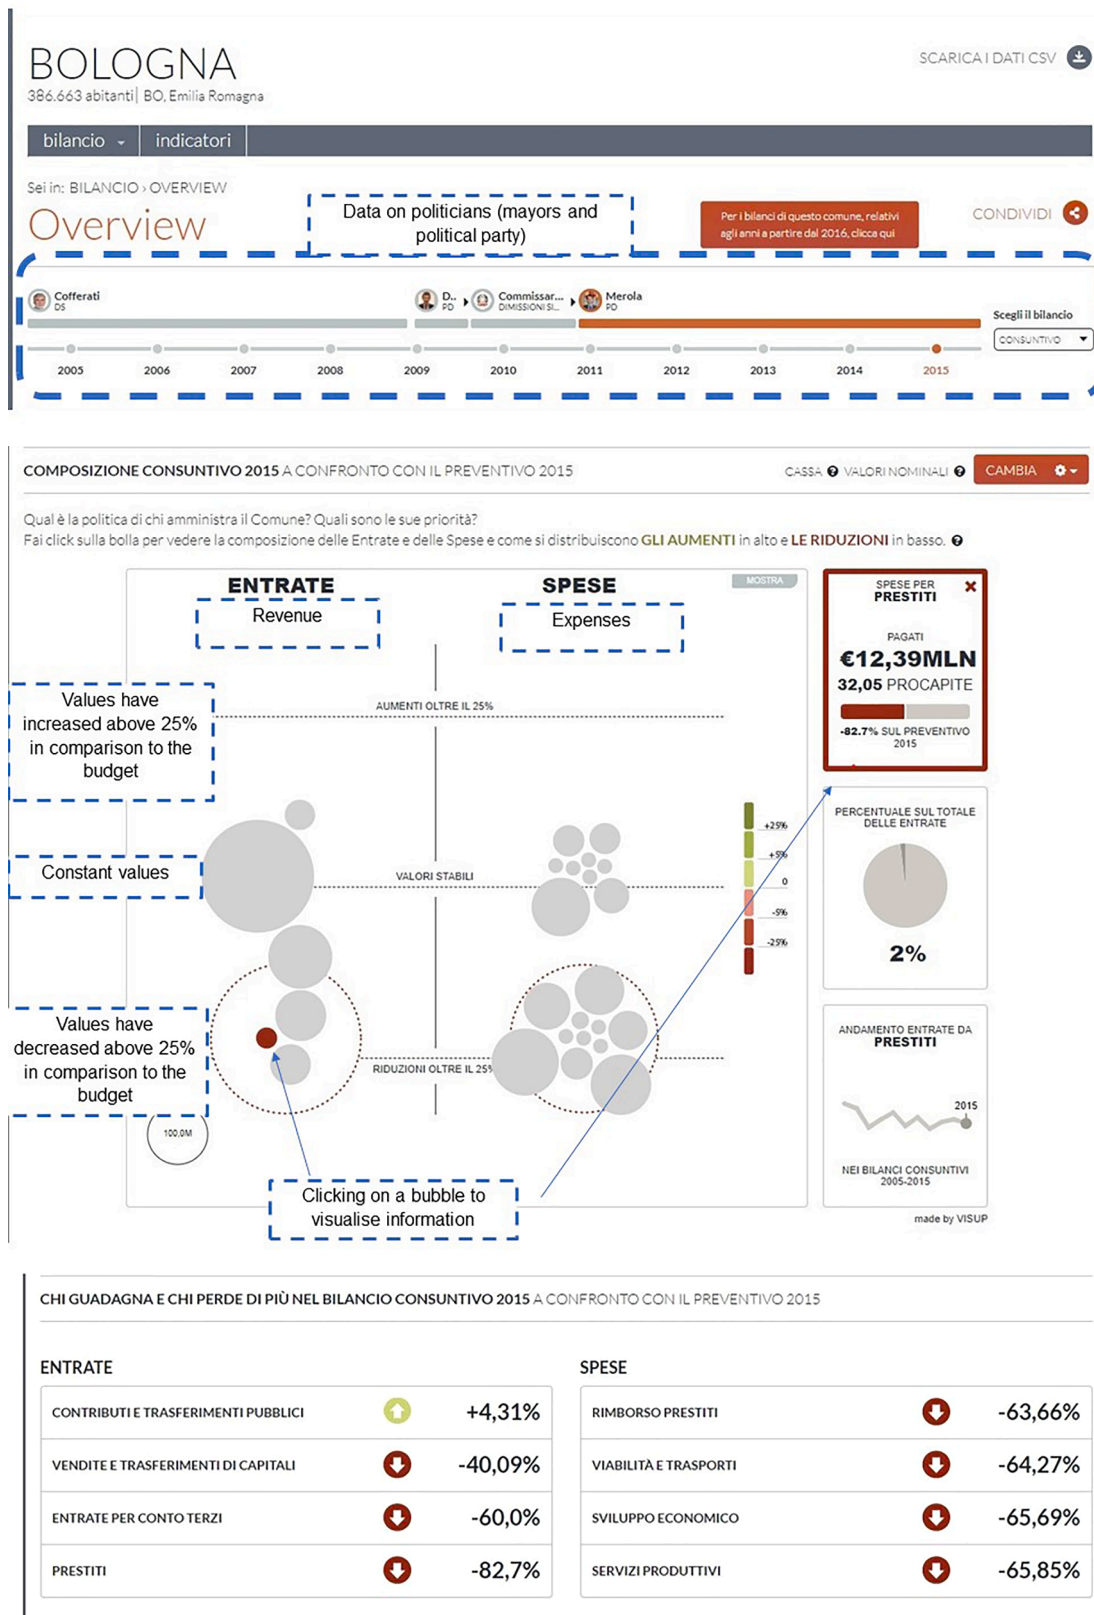 BOLOGNA
386.663 abitanti| BO, Emilia Romagna
SCARICA I DATI CSV
bilancio
indicatori
Sei in: BILANCIO › OVERVIEW
Overview
Data on politicians (mayors and
political party)
Per i bilanci di questo comune, relativi
agli anni a partire dal 2016, clicca qui
CONDIVIDI
Cofferati
DS
D..
PD
Commissar...
DIMISSIONI SI...
Merola
PD
Scegli il bilancio
CONSUNTIVO
2005 2006 2007 2008 2009 2010 2011 2012 2013 2014 2015
COMPOSIZIONE CONSUNTIVO 2015 A CONFRONTO CON IL PREVENTIVO 2015
CASSA ? VALORI NOMINALI ?
CAMBIA
Qual è la politica di chi amministra il Comune? Quali sono le sue priorità?
Fai click sulla bolla per vedere la composizione delle Entrate e delle Spese e come si distribuiscono GLI AUMENTI in alto e LE RIDUZIONI in basso. ?
ENTRATE
Revenue
SPESE
Expenses
MOSTRA
Values have
increased above 25%
in comparison to the
budget
AUMENTI OLTRE IL 25%
Constant values
VALORI STABILI
+25%
+5%
0
-5%
-25%
Values have
decreased above 25%
in comparison to the
budget
RIDUZIONI OLTRE IL 25%
100,0M
Clicking on a bubble to
visualise information
SPESE PER
PRESTITI
PAGATI
€12,39MLN
32,05 PROCAPITE
-82.7% SUL PREVENTIVO
2015
PERCENTUALE SUL TOTALE
DELLE ENTRATE
2%
ANDAMENTO ENTRATE DA
PRESTITI
2015
NEI BILANCI CONSUNTIVI
2005-2015
made by VISUP
CHI GUADAGNA E CHI PERDE DI PIÙ NEL BILANCIO CONSUNTIVO 2015 A CONFRONTO CON IL PREVENTIVO 2015
ENTRATE
CONTRIBUTI E TRASFERIMENTI PUBBLICI +4,31%
VENDITE E TRASFERIMENTI DI CAPITALI -40,09%
ENTRATE PER CONTO TERZI -60,0%
PRESTITI -82,7%
SPESE
RIMBORSO PRESTITI -63,66%
VIABILITÀ E TRASPORTI -64,27%
SVILUPPO ECONOMICO -65,69%
SERVIZI PRODUTTIVI -65,85%